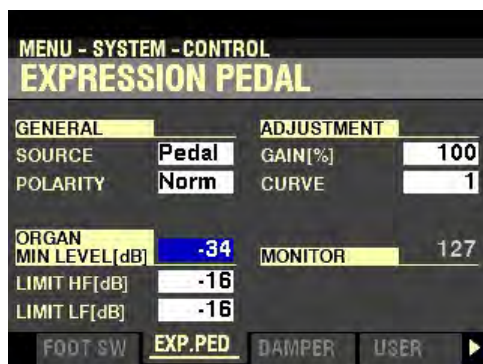 MENU - SYSTEM - CONTROL
EXPRESSION PEDAL
GENERAL
SOURCE Pedal
POLARITY Norm
ADJUSTMENT
GAIN[%] 100
CURVE 1
ORGAN
MIN LEVEL[dB] -34
LIMIT HF[dB] -16
LIMIT LF[dB] -16
MONITOR 127
FOOT SW EXP.PED DAMPER USER